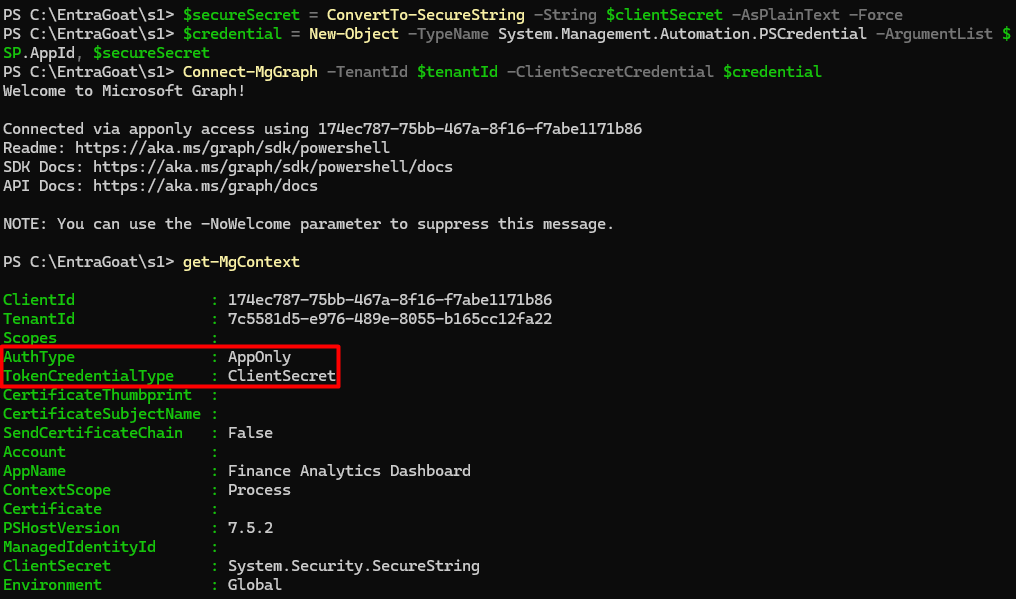 PS C:\EntraGoat\s1> $secureSecret = ConvertTo-SecureString -String $clientSecret -AsPlainText -Force
PS C:\EntraGoat\s1> $credential = New-Object -TypeName System.Management.Automation.PSCredential -ArgumentList $
SP.AppId, $secureSecret
PS C:\EntraGoat\s1> Connect-MgGraph -TenantId $tenantId -ClientSecretCredential $credential
Welcome to Microsoft Graph!

Connected via apponly access using 174ec787-75bb-467a-8f16-f7abe1171b86
Readme: https://aka.ms/graph/sdk/powershell
SDK Docs: https://aka.ms/graph/sdk/powershell/docs
API Docs: https://aka.ms/graph/docs

NOTE: You can use the -NoWelcome parameter to suppress this message.

PS C:\EntraGoat\s1> get-MgContext

ClientId               : 174ec787-75bb-467a-8f16-f7abe1171b86
TenantId               : 7c5581d5-e976-489e-8055-b165cc12fa22
Scopes                 :
AuthType               : AppOnly
TokenCredentialType    : ClientSecret
CertificateThumbprint  :
CertificateSubjectName :
SendCertificateChain   : False
Account                :
AppName                : Finance Analytics Dashboard
ContextScope           : Process
Certificate            :
PSHostVersion          : 7.5.2
ManagedIdentityId      :
ClientSecret           : System.Security.SecureString
Environment            : Global